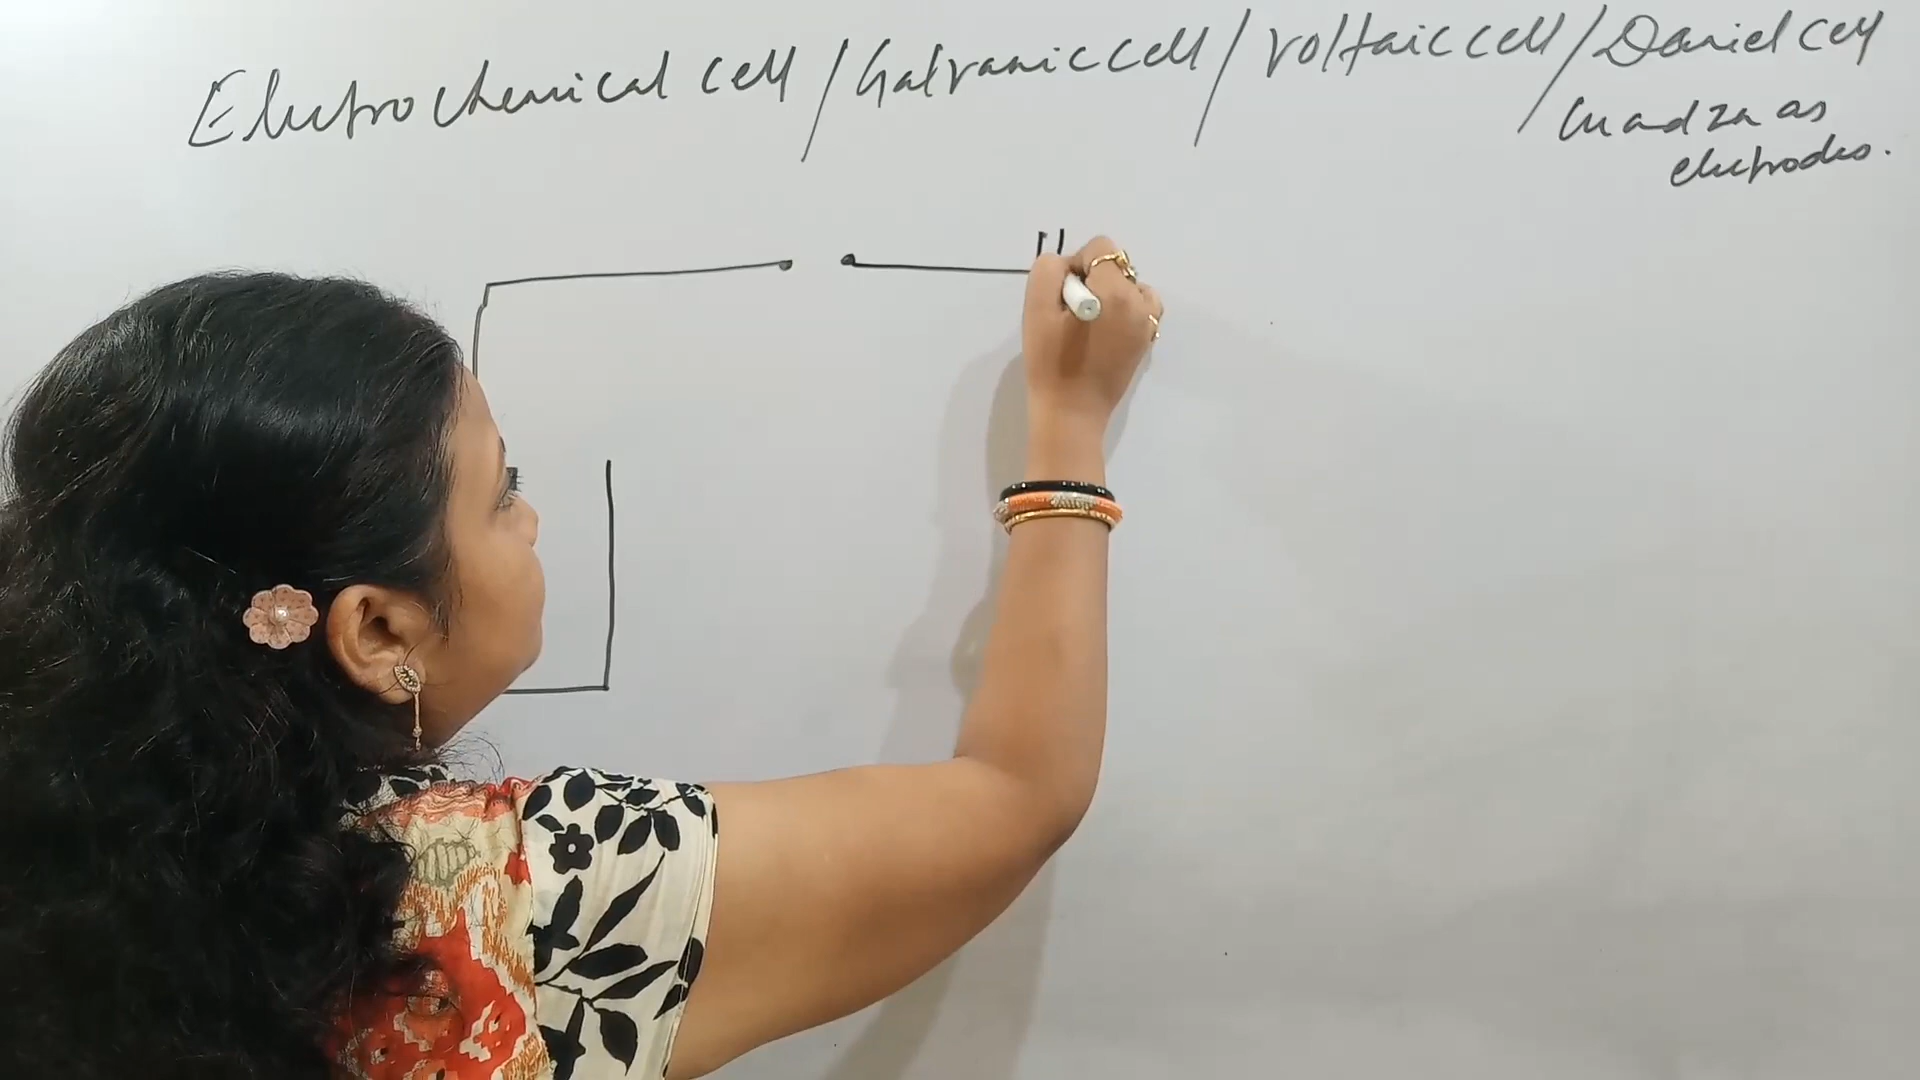 Electrochemical cell / Galvanic cell / Voltaic cell / Daniel cell
Cu and Zn as
electrodes.